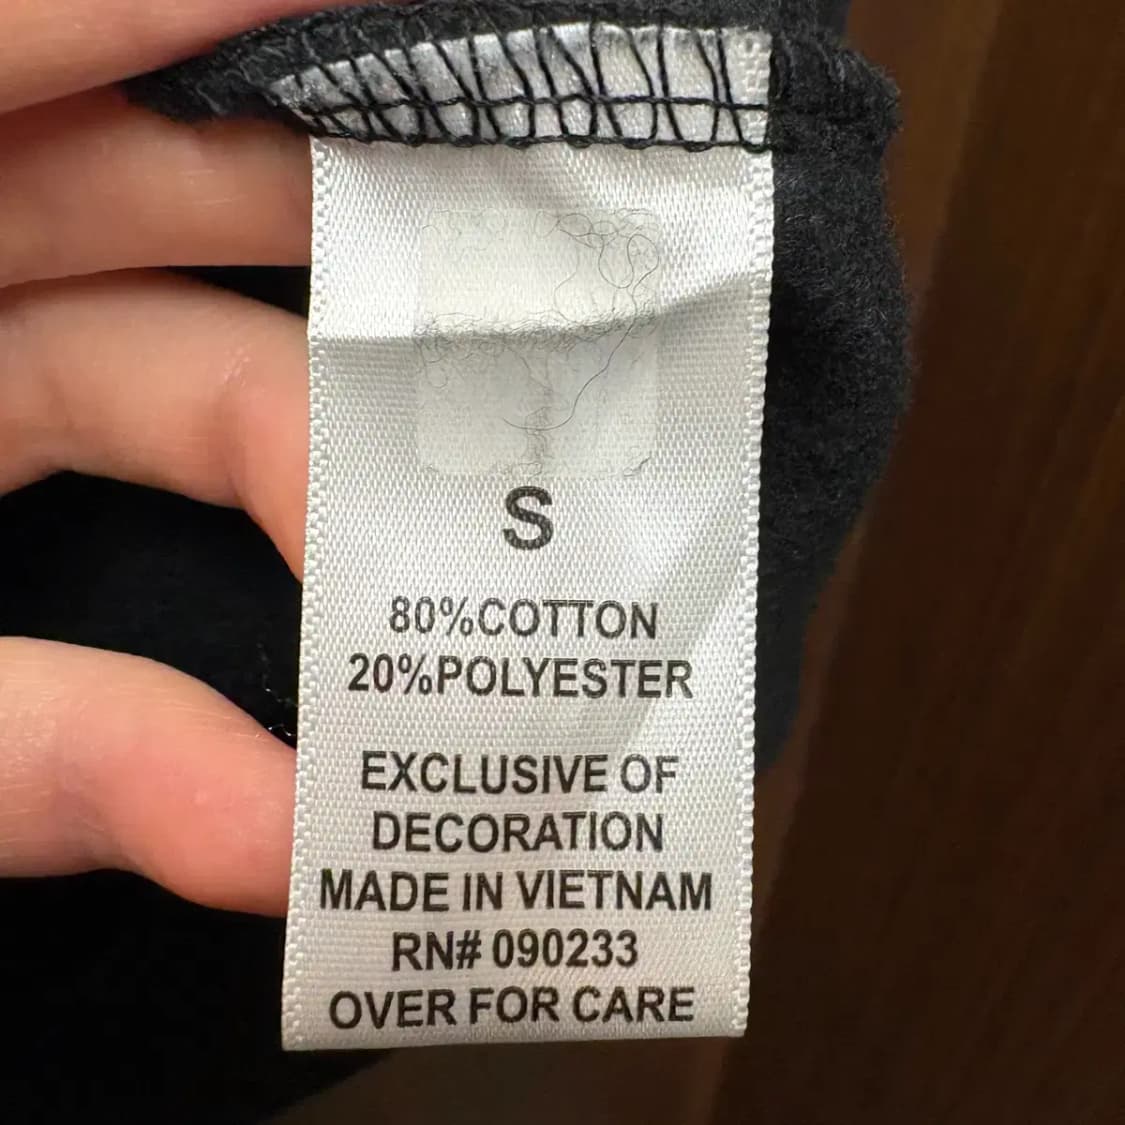 S
80%COTTON
20%POLYESTER
EXCLUSIVE OF
DECORATION
MADE IN VIETNAM
RN# 090233
OVER FOR CARE